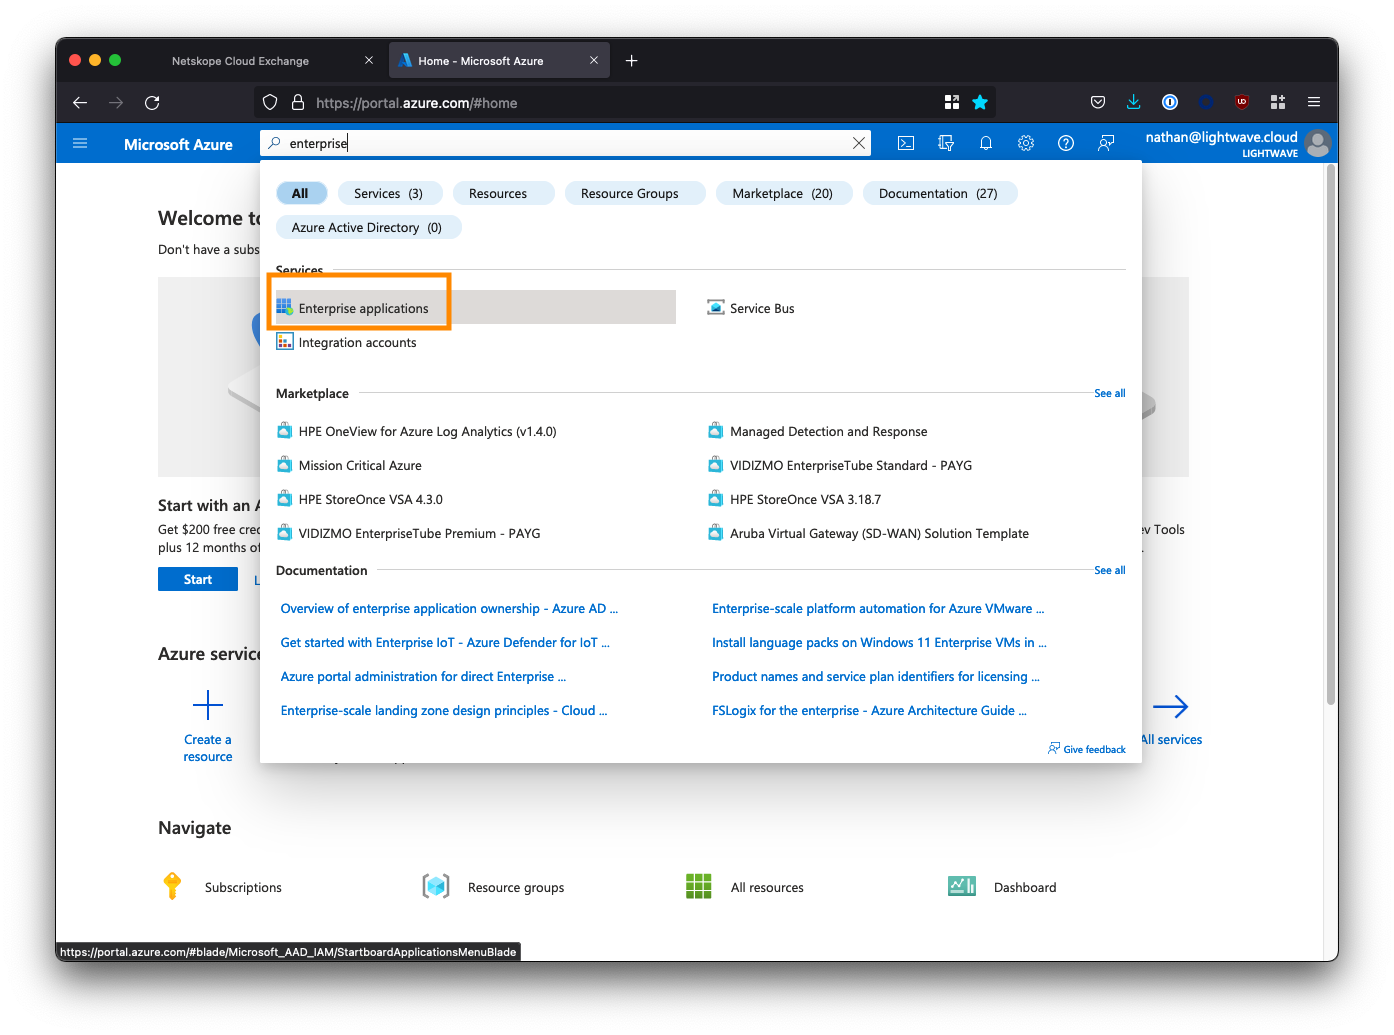 Netskope Cloud Exchange
Home - Microsoft Azure
https://portal.azure.com/#home
Microsoft Azure
enterprise
nathan@lightwave.cloud
LIGHTWAVE
All
Services (3)
Resources
Resource Groups
Marketplace (20)
Documentation (27)
Azure Active Directory (0)
Welcome to
Don't have a subs
Services
Enterprise applications
Service Bus
Integration accounts
Marketplace
See all
HPE OneView for Azure Log Analytics (v1.4.0)
Managed Detection and Response
Mission Critical Azure
VIDIZMO EnterpriseTube Standard - PAYG
HPE StoreOnce VSA 4.3.0
HPE StoreOnce VSA 3.18.7
VIDIZMO EnterpriseTube Premium - PAYG
Aruba Virtual Gateway (SD-WAN) Solution Template
Start with an A
Get $200 free cred
plus 12 months of
Start
L
ev Tools
Documentation
See all
Overview of enterprise application ownership - Azure AD ...
Enterprise-scale platform automation for Azure VMware ...
Get started with Enterprise IoT - Azure Defender for IoT ...
Install language packs on Windows 11 Enterprise VMs in ...
Azure portal administration for direct Enterprise ...
Product names and service plan identifiers for licensing ...
Enterprise-scale landing zone design principles - Cloud ...
FSLogix for the enterprise - Azure Architecture Guide ...
Give feedback
Azure service
Create a
resource
All services
Navigate
Subscriptions
Resource groups
All resources
Dashboard
https://portal.azure.com/#blade/Microsoft_AAD_IAM/StartboardApplicationsMenuBlade